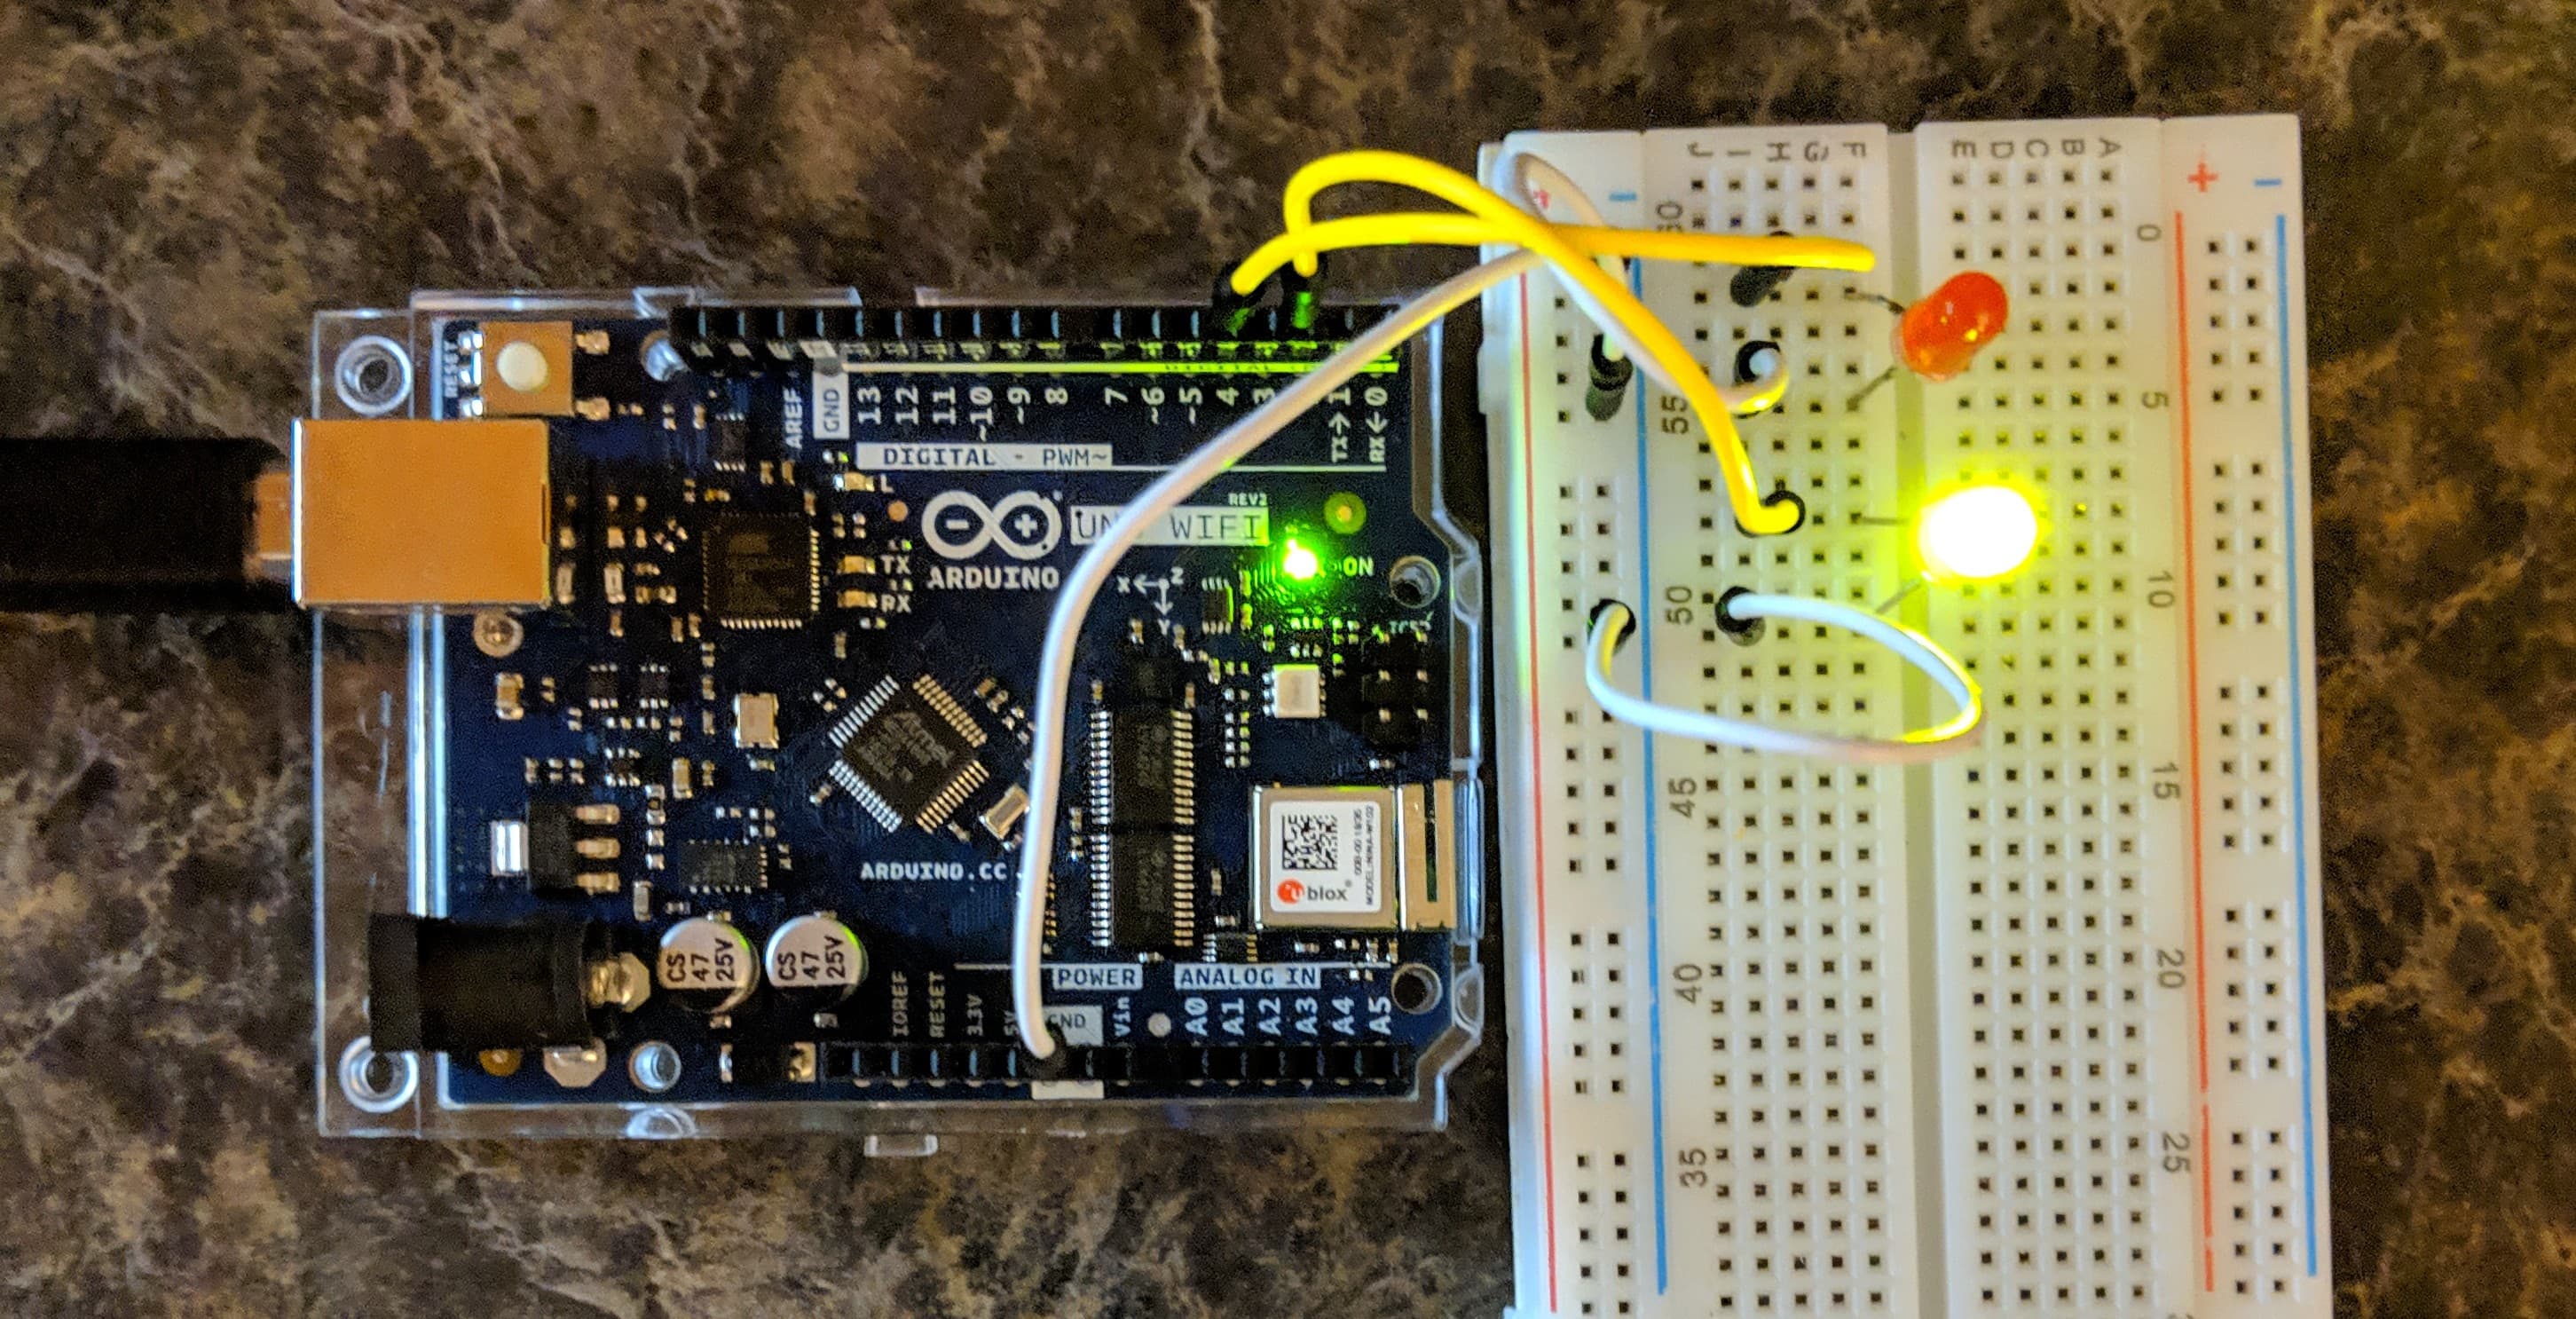 RESET
AREF
GND
13
12
11
~10
~9
8
7
~6
~5
4
TX→1
RX←0
DIGITAL - PWM~
L
TX
RX
ARDUINO
REV2
UNO WIFI
ON
X
Z
Y
ARDUINO.CC
CS
47
25V
CS
47
25V
POWER
ANALOG IN
IOREF
RESET
3.3V
5V
GND
Vin
A0
A1
A2
A3
A4
A5
blox
J I H G F
E D C B A
+ -
0
5
10
15
20
25
55
50
45
40
35